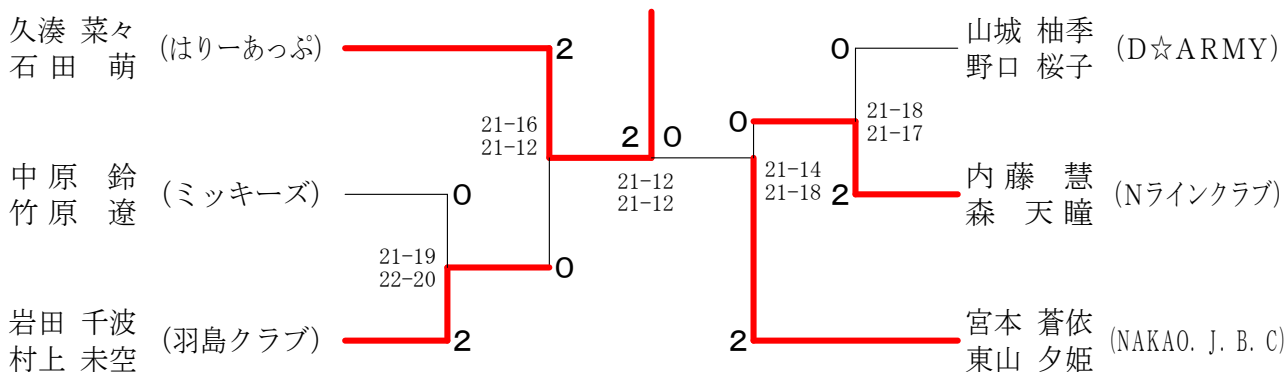 久湊 菜々
石田 萌
(はりーあっぷ)
2
21-16
21-12
中原 鈴
竹原 遼
(ミッキーズ)
0
21-19
22-20
0
岩田 千波
村上 未空
(羽島クラブ)
2
2 0
21-12
21-12
0
山城 柚季
野口 桜子
(D☆ARMY)
21-18
21-17
0
21-14
21-18
2
内藤 慧
森 天瞳
(Nラインクラブ)
2
宮本 蒼依
東山 夕姫
(NAKAO. J. B. C)